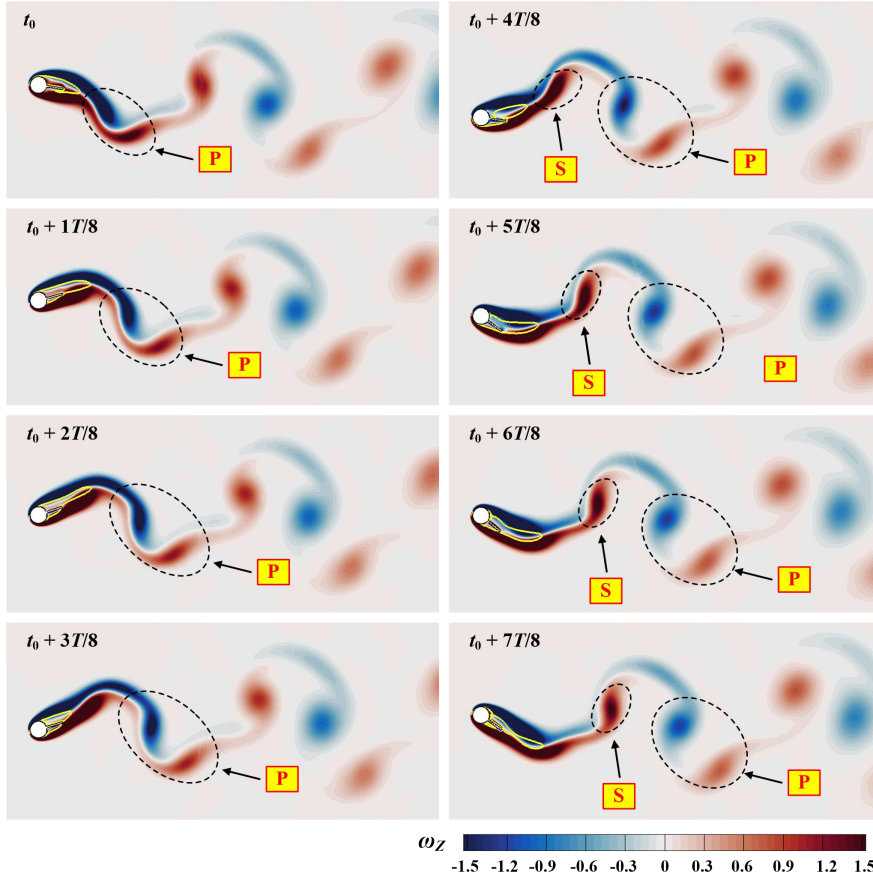 t₀
P
t₀ + 1T/8
P
t₀ + 2T/8
P
t₀ + 3T/8
P
t₀ + 4T/8
S
P
t₀ + 5T/8
S
P
t₀ + 6T/8
S
P
t₀ + 7T/8
S
P
ω_Z
-1.5 -1.2 -0.9 -0.6 -0.3 0 0.3 0.6 0.9 1.2 1.5